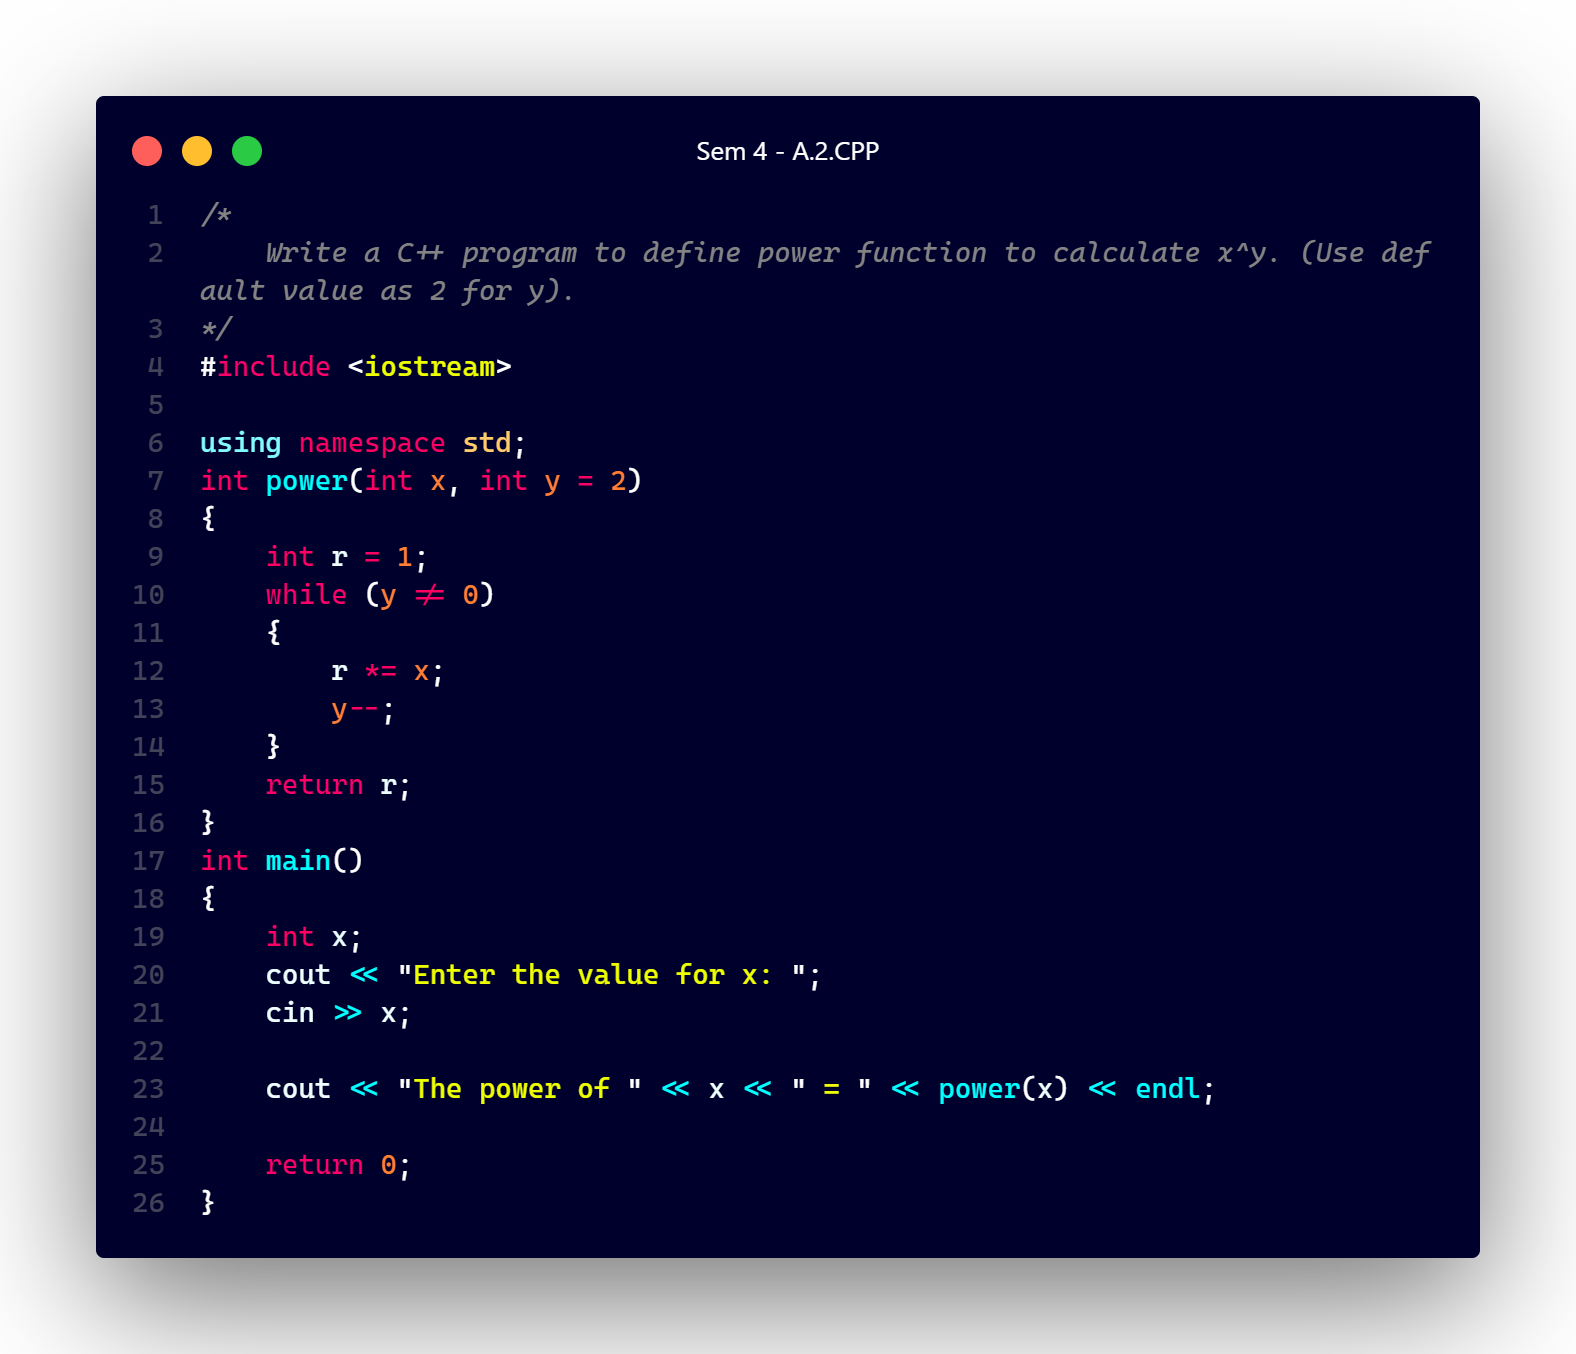 Sem 4 - A.2.CPP
1 /*
2     Write a C++ program to define power function to calculate x^y. (Use def
ault value as 2 for y).
3 */
4 #include <iostream>
5
6 using namespace std;
7 int power(int x, int y = 2)
8 {
9     int r = 1;
10     while (y != 0)
11     {
12         r *= x;
13         y--;
14     }
15     return r;
16 }
17 int main()
18 {
19     int x;
20     cout << "Enter the value for x: ";
21     cin >> x;
22
23     cout << "The power of " << x << " = " << power(x) << endl;
24
25     return 0;
26 }